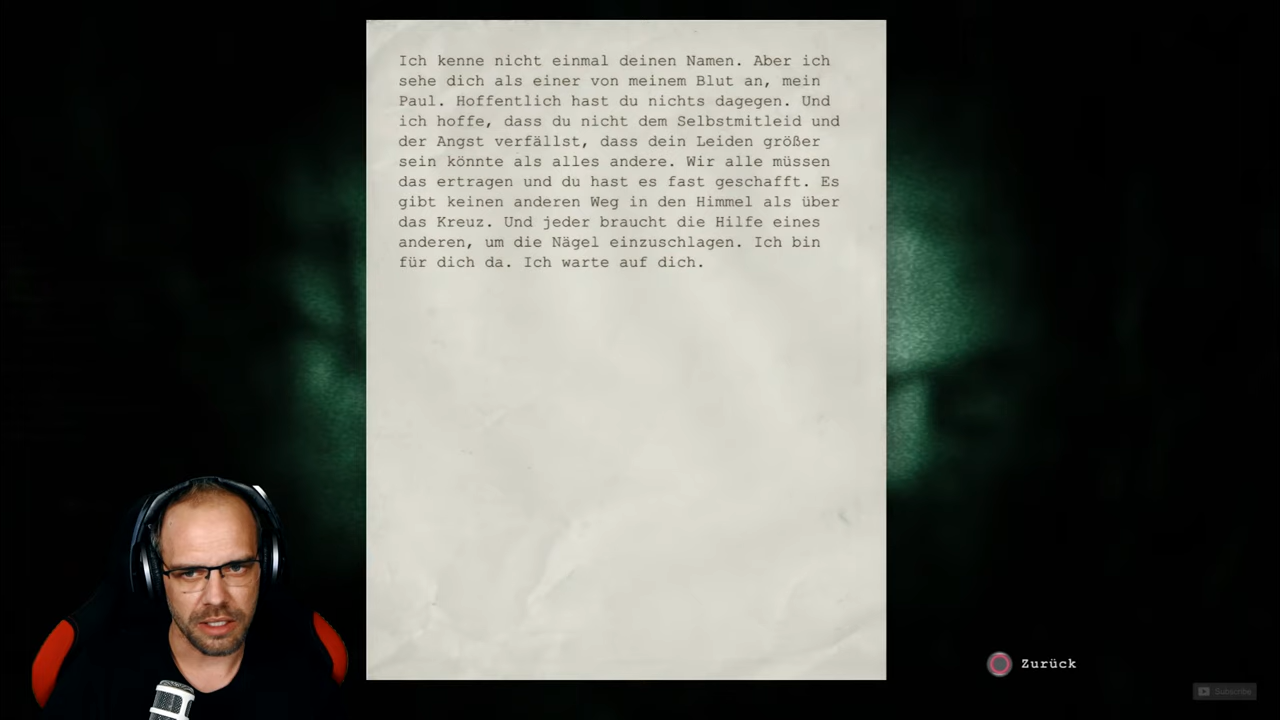 Ich kenne nicht einmal deinen Namen. Aber ich
sehe dich als einer von meinem Blut an, mein
Paul. Hoffentlich hast du nichts dagegen. Und
ich hoffe, dass du nicht dem Selbstmitleid und
der Angst verfällst, dass dein Leiden größer
sein könnte als alles andere. Wir alle müssen
das ertragen und du hast es fast geschafft. Es
gibt keinen anderen Weg in den Himmel als über
das Kreuz. Und jeder braucht die Hilfe eines
anderen, um die Nägel einzuschlagen. Ich bin
für dich da. Ich warte auf dich.
Zurück
Subscribe